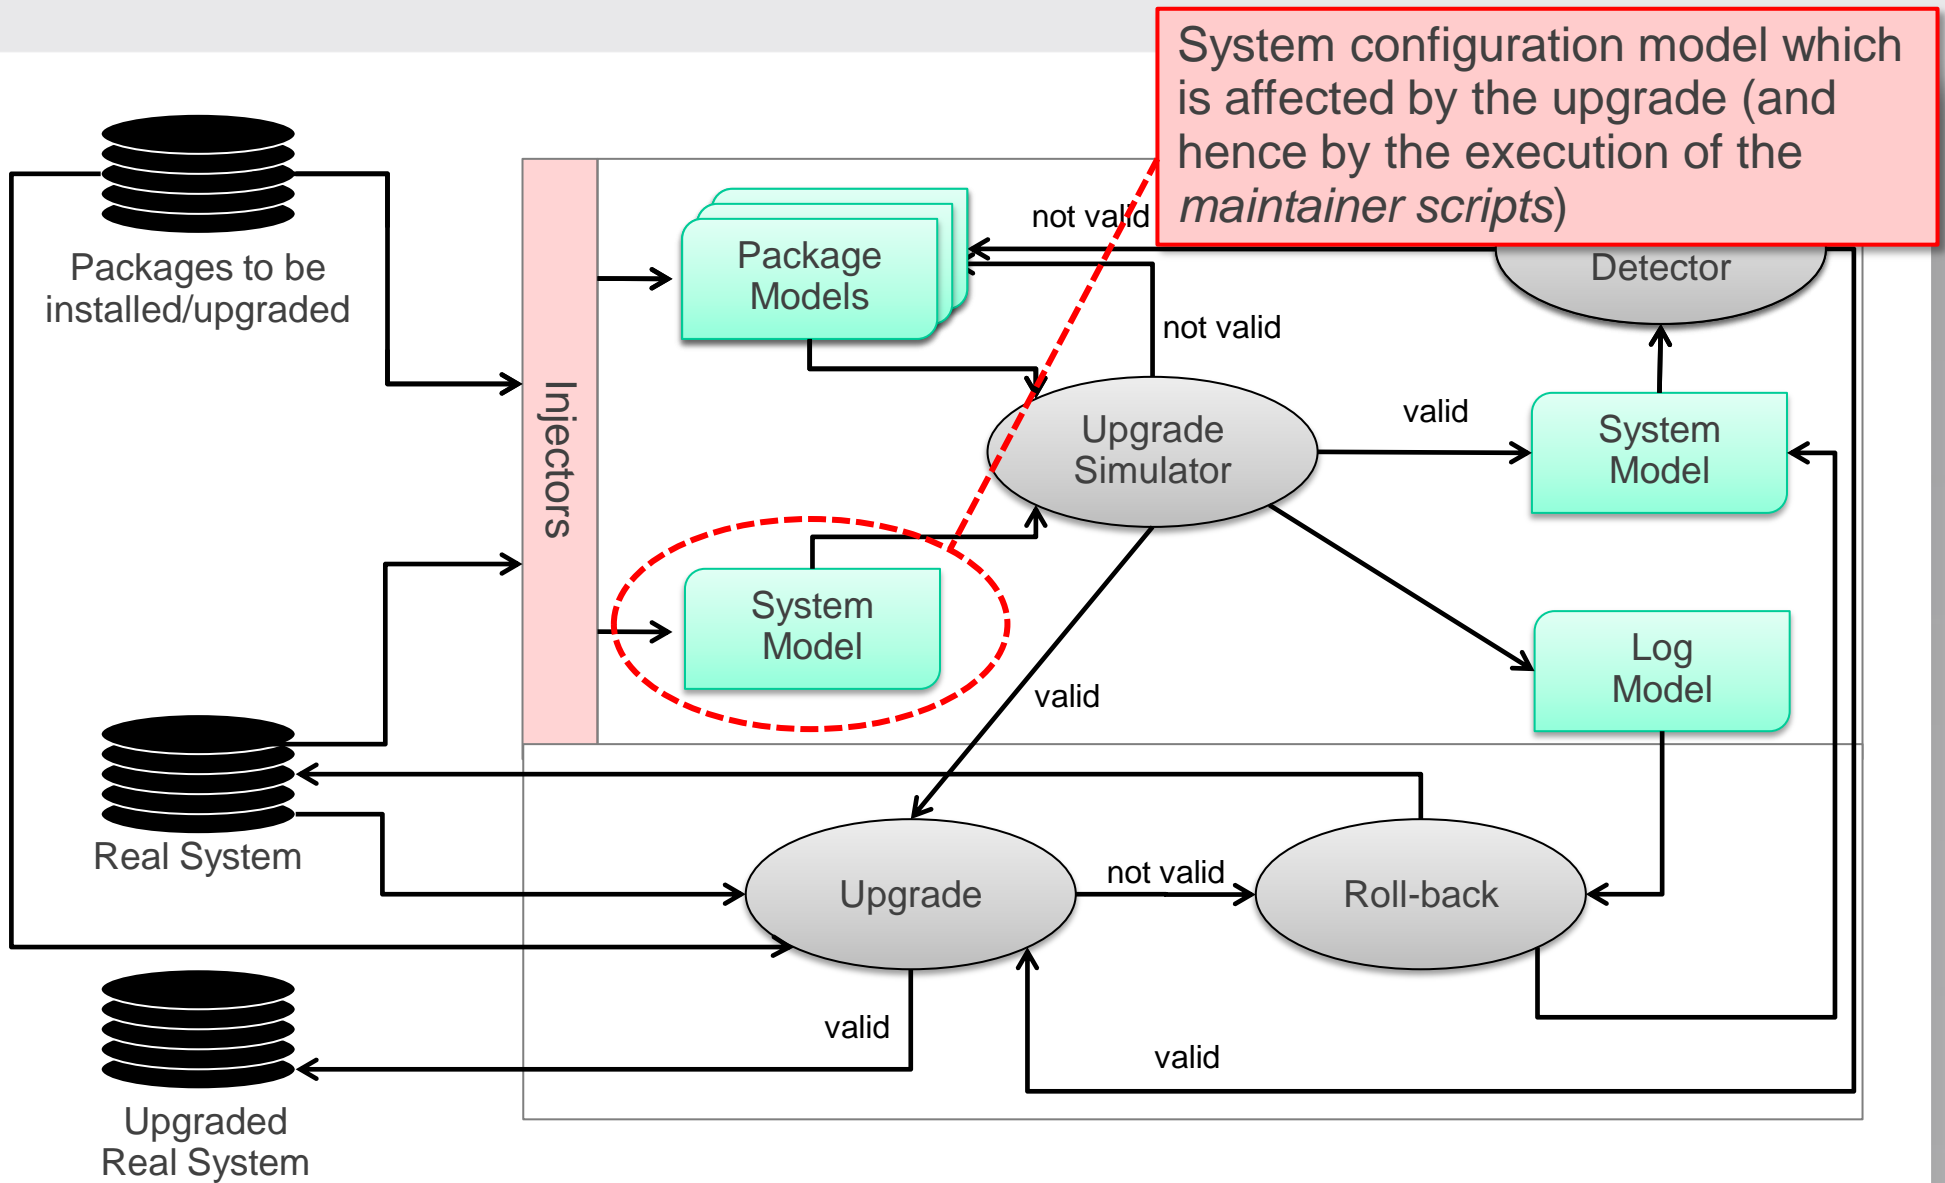 System configuration model which
is affected by the upgrade (and
hence by the execution of the
maintainer scripts)
Packages to be
installed/upgraded
not valid
Package
Models
Detector
not valid
Injectors
Upgrade
Simulator
valid
System
Model
System
Model
Log
Model
valid
Real System
Upgrade
not valid
Roll-back
valid
valid
Upgraded
Real System